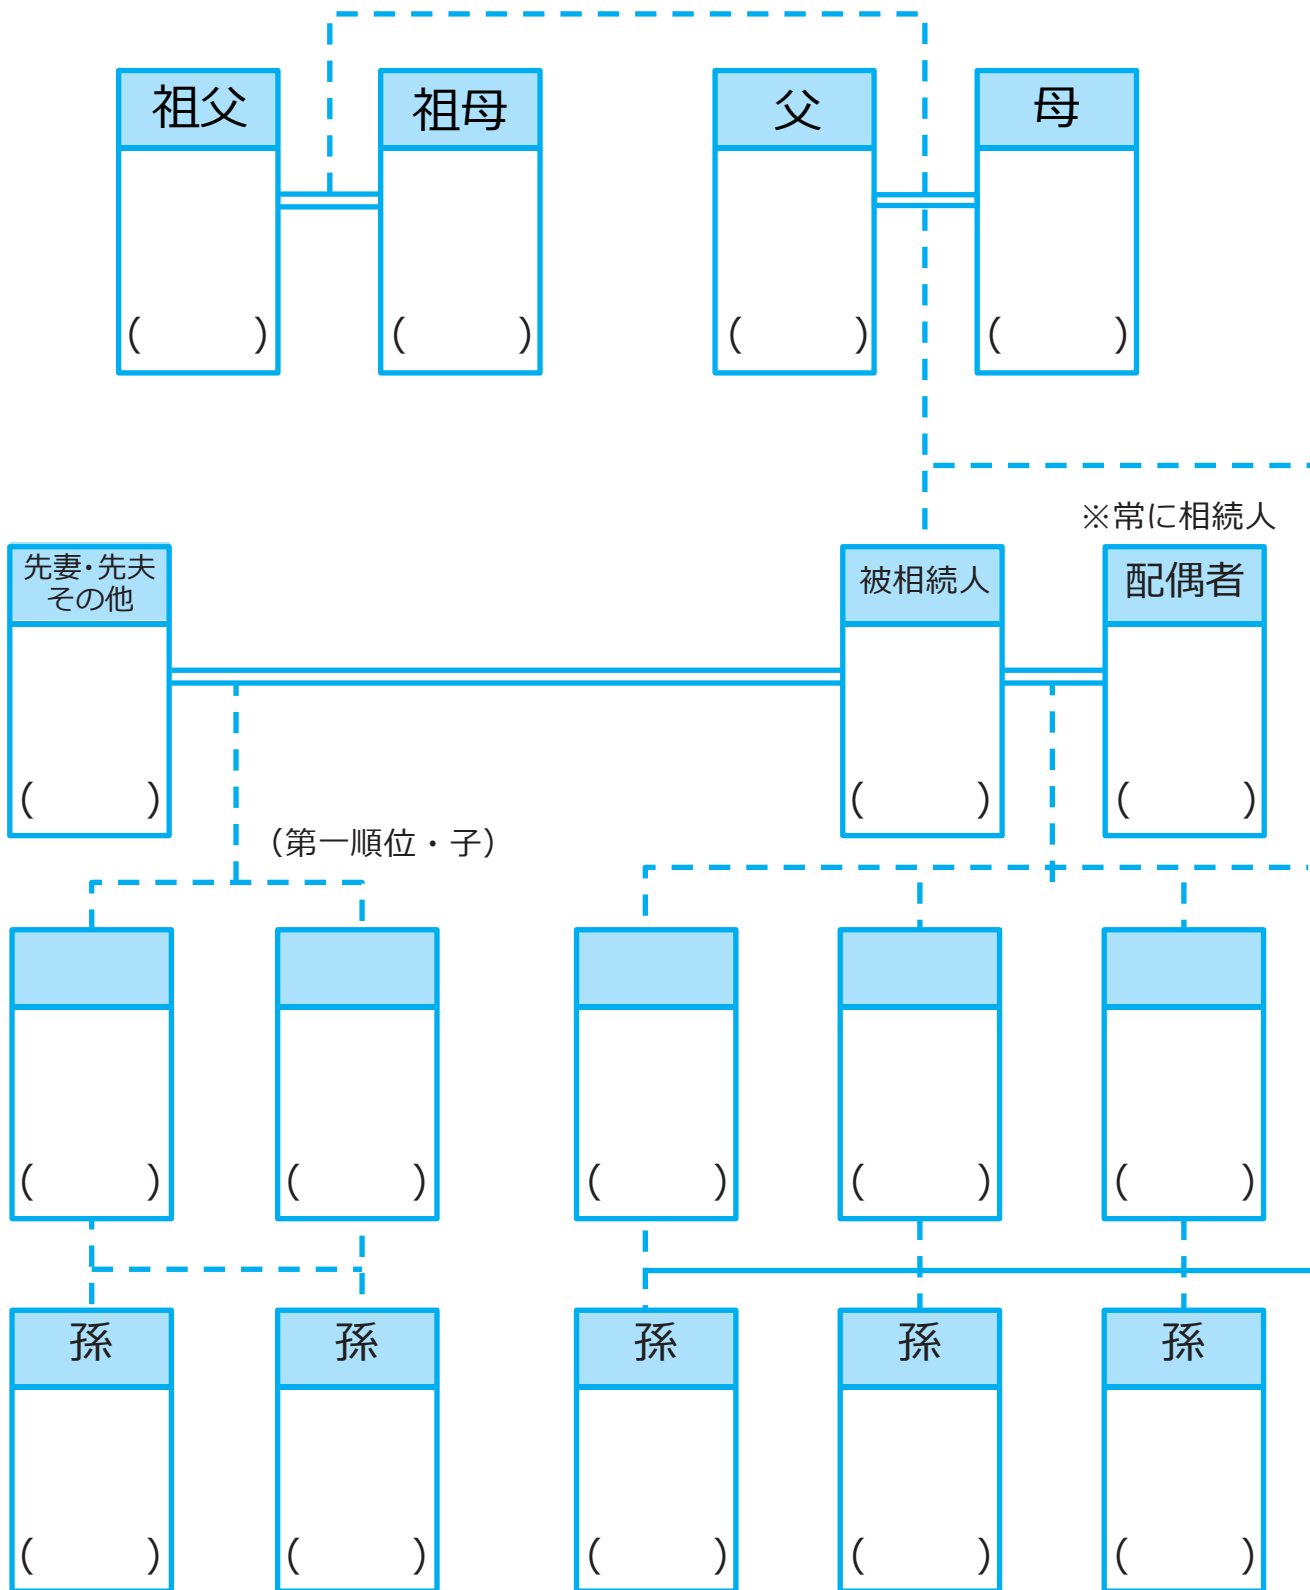 祖父
祖母
父
母
(　　)
(　　)
(　　)
(　　)
※常に相続人
先妻・先夫
その他
被相続人
配偶者
(　　)
(　　)
(　　)
（第一順位・子）
(　　)
(　　)
(　　)
(　　)
(　　)
孫
孫
孫
孫
孫
(　　)
(　　)
(　　)
(　　)
(　　)